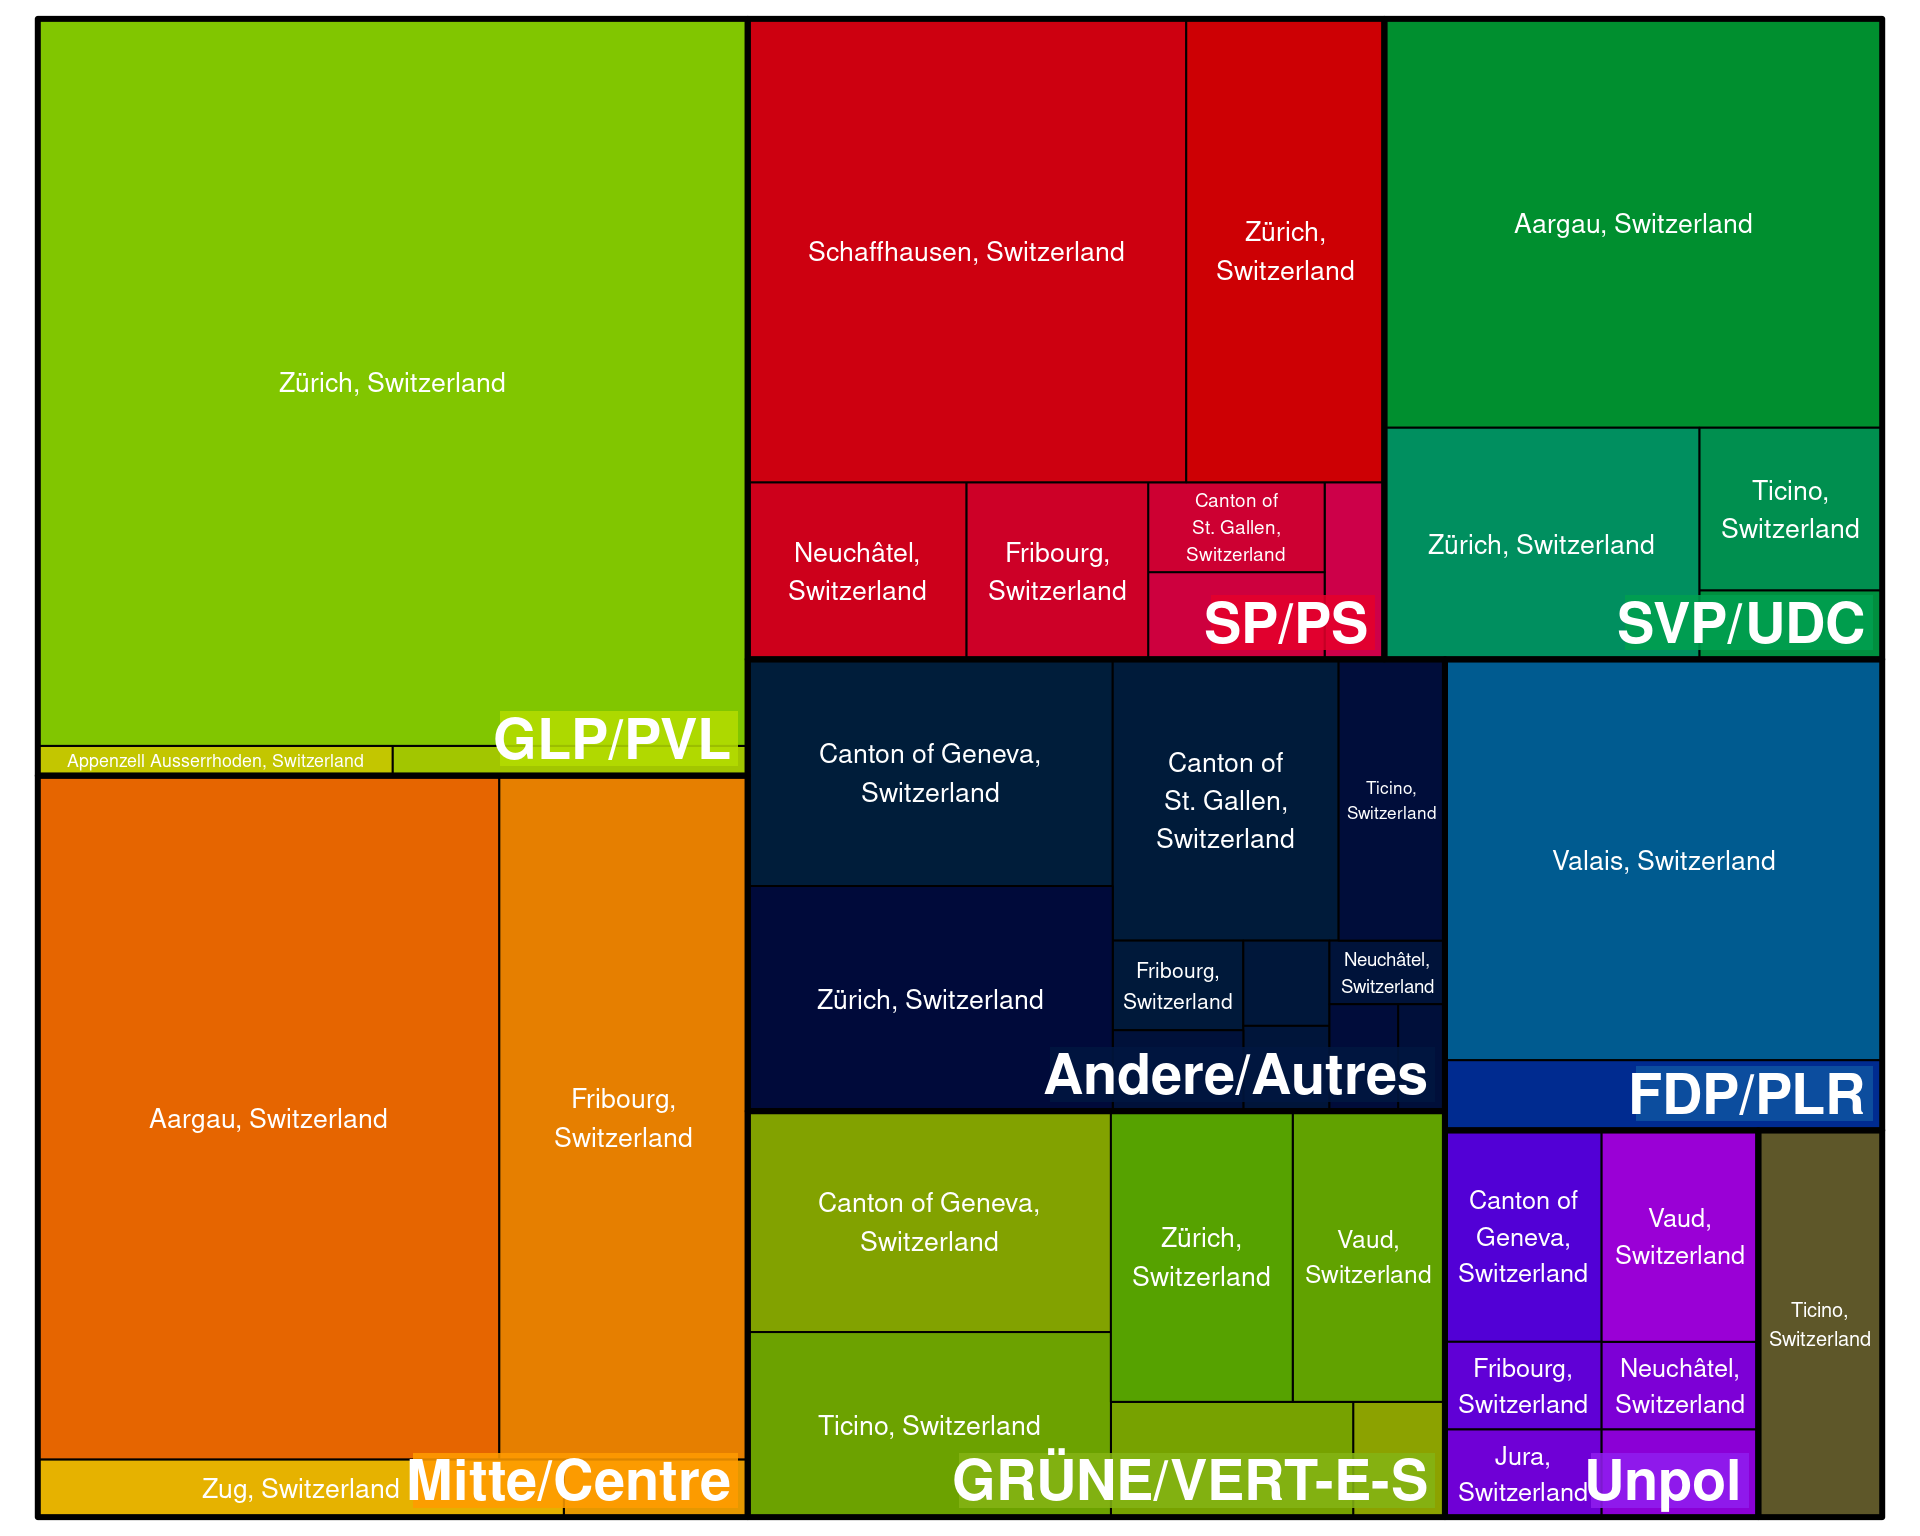 Zürich, Switzerland
Appenzell Ausserrhoden, Switzerland
GLP/PVL
Aargau, Switzerland
Fribourg,
Switzerland
Zug, Switzerland
Mitte/Centre
Schaffhausen, Switzerland
Zürich,
Switzerland
Neuchâtel,
Switzerland
Fribourg,
Switzerland
Canton of
St. Gallen,
Switzerland
SP/PS
Aargau, Switzerland
Zürich, Switzerland
Ticino,
Switzerland
SVP/UDC
Canton of Geneva,
Switzerland
Canton of
St. Gallen,
Switzerland
Ticino,
Switzerland
Zürich, Switzerland
Fribourg,
Switzerland
Neuchâtel,
Switzerland
Andere/Autres
Valais, Switzerland
FDP/PLR
Canton of Geneva,
Switzerland
Zürich,
Switzerland
Vaud,
Switzerland
Ticino, Switzerland
GRÜNE/VERT-E-S
Canton of
Geneva,
Switzerland
Vaud,
Switzerland
Fribourg,
Switzerland
Neuchâtel,
Switzerland
Jura,
Switzerland
Unpol
Ticino,
Switzerland